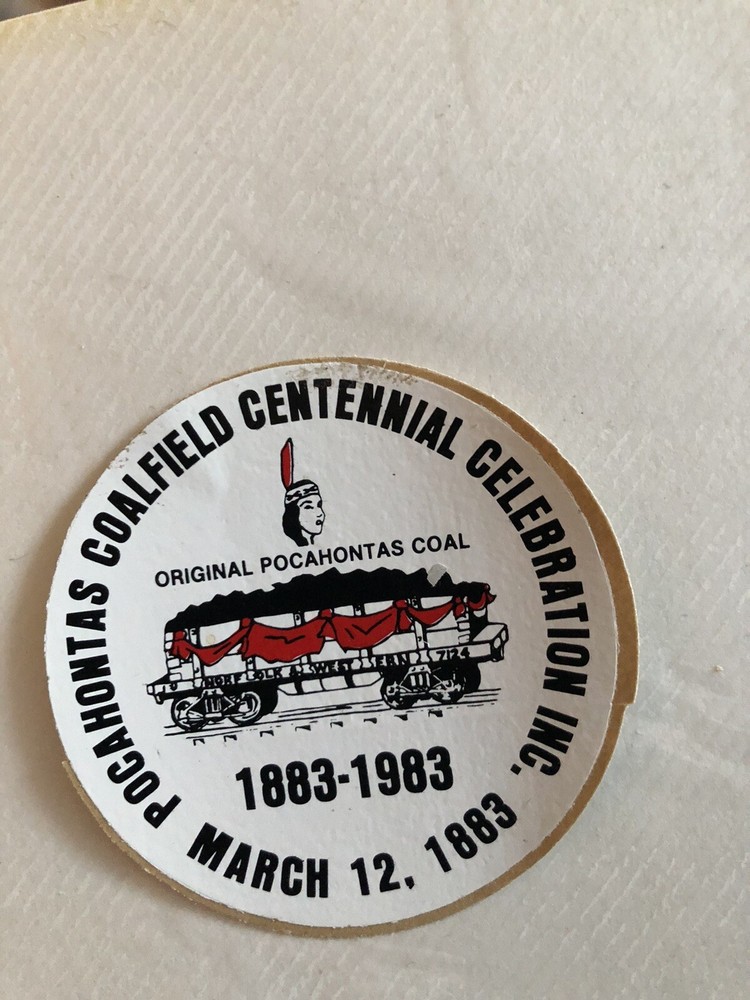 POCAHONTAS COALFIELD CENTENNIAL CELEBRATION INC.
ORIGINAL POCAHONTAS COAL
NORFOLK & WESTERN 7124
1883-1983
MARCH 12, 1883